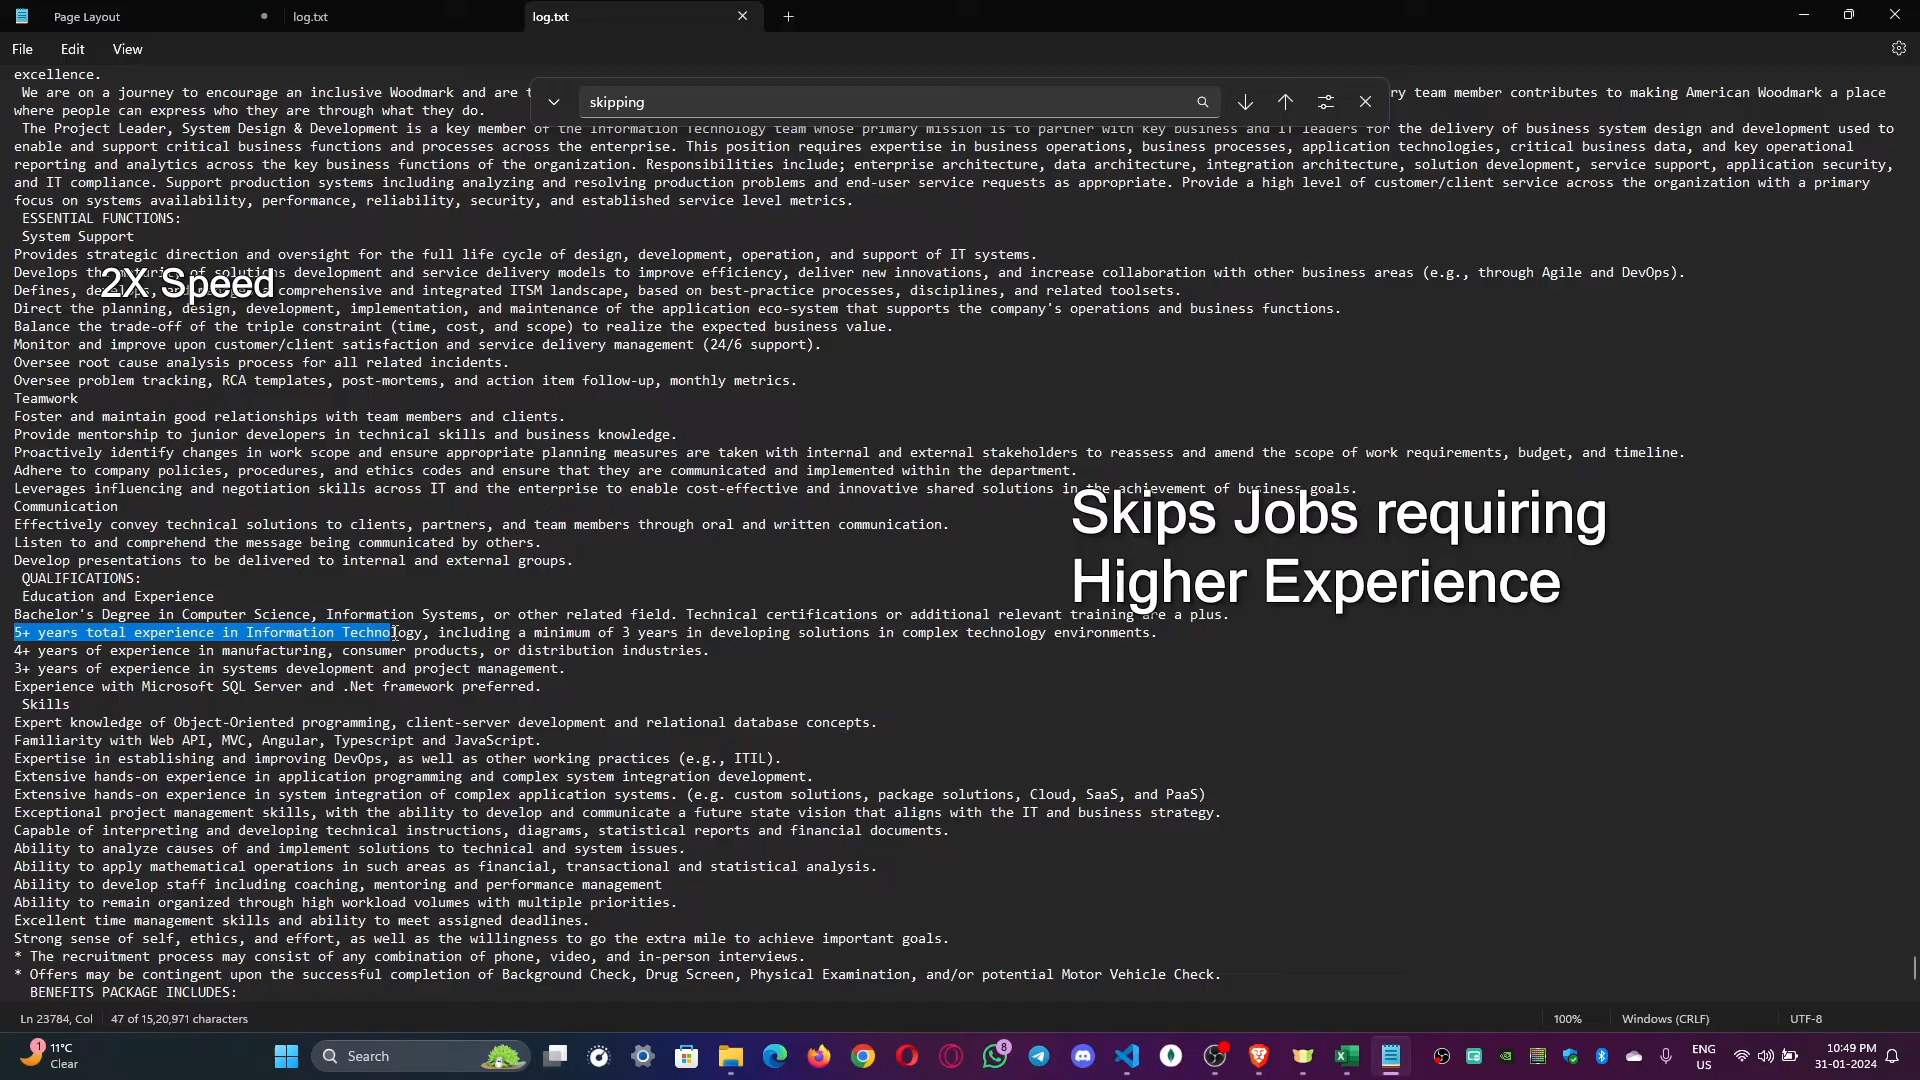 Page Layout
log.txt
log.txt
File Edit View
skipping
excellence.
We are on a journey to encourage an inclusive Woodmark and are t ry team member contributes to making American Woodmark a place
where people can express who they are through what they do.
The Project Leader, System Design & Development is a key member of the Information Technology team whose primary mission is to partner with key business and IT leaders for the delivery of business system design and development used to
enable and support critical business functions and processes across the enterprise. This position requires expertise in business operations, business processes, application technologies, critical business data, and key operational
reporting and analytics across the key business functions of the organization. Responsibilities include; enterprise architecture, data architecture, integration architecture, solution development, service support, application security,
and IT compliance. Support production systems including analyzing and resolving production problems and end-user service requests as appropriate. Provide a high level of customer/client service across the organization with a primary
focus on systems availability, performance, reliability, security, and established service level metrics.
ESSENTIAL FUNCTIONS:
System Support
Provides strategic direction and oversight for the full life cycle of design, development, operation, and support of IT systems.
Develops the maturity of solutions development and service delivery models to improve efficiency, deliver new innovations, and increase collaboration with other business areas (e.g., through Agile and DevOps).
2X Speed
Defines, develops, comprehensive and integrated ITSM landscape, based on best-practice processes, disciplines, and related toolsets.
Direct the planning, design, development, implementation, and maintenance of the application eco-system that supports the company's operations and business functions.
Balance the trade-off of the triple constraint (time, cost, and scope) to realize the expected business value.
Monitor and improve upon customer/client satisfaction and service delivery management (24/6 support).
Oversee root cause analysis process for all related incidents.
Oversee problem tracking, RCA templates, post-mortems, and action item follow-up, monthly metrics.
Teamwork
Foster and maintain good relationships with team members and clients.
Provide mentorship to junior developers in technical skills and business knowledge.
Proactively identify changes in work scope and ensure appropriate planning measures are taken with internal and external stakeholders to reassess and amend the scope of work requirements, budget, and timeline.
Adhere to company policies, procedures, and ethics codes and ensure that they are communicated and implemented within the department.
Leverages influencing and negotiation skills across IT and the enterprise to enable cost-effective and innovative shared solutions in the achievement of business goals.
Communication
Effectively convey technical solutions to clients, partners, and team members through oral and written communication.
Listen to and comprehend the message being communicated by others.
Develop presentations to be delivered to internal and external groups.
Skips Jobs requiring
Higher Experience
QUALIFICATIONS:
Education and Experience
Bachelor's Degree in Computer Science, Information Systems, or other related field. Technical certifications or additional relevant training are a plus.
5+ years total experience in Information Technology, including a minimum of 3 years in developing solutions in complex technology environments.
4+ years of experience in manufacturing, consumer products, or distribution industries.
3+ years of experience in systems development and project management.
Experience with Microsoft SQL Server and .Net framework preferred.
Skills
Expert knowledge of Object-Oriented programming, client-server development and relational database concepts.
Familiarity with Web API, MVC, Angular, Typescript and JavaScript.
Expertise in establishing and improving DevOps, as well as other working practices (e.g., ITIL).
Extensive hands-on experience in application programming and complex system integration development.
Extensive hands-on experience in system integration of complex application systems. (e.g. custom solutions, package solutions, Cloud, SaaS, and PaaS)
Exceptional project management skills, with the ability to develop and communicate a future state vision that aligns with the IT and business strategy.
Capable of interpreting and developing technical instructions, diagrams, statistical reports and financial documents.
Ability to analyze causes of and implement solutions to technical and system issues.
Ability to apply mathematical operations in such areas as financial, transactional and statistical analysis.
Ability to develop staff including coaching, mentoring and performance management
Ability to remain organized through high workload volumes with multiple priorities.
Excellent time management skills and ability to meet assigned deadlines.
Strong sense of self, ethics, and effort, as well as the willingness to go the extra mile to achieve important goals.
* The recruitment process may consist of any combination of phone, video, and in-person interviews.
* Offers may be contingent upon the successful completion of Background Check, Drug Screen, Physical Examination, and/or potential Motor Vehicle Check.
BENEFITS PACKAGE INCLUDES:
Ln 23784, Col 47 of 15,20,971 characters 100% Windows (CRLF) UTF-8
1
11°C
Clear
Search
8
ENG
US
10:49 PM
31-01-2024